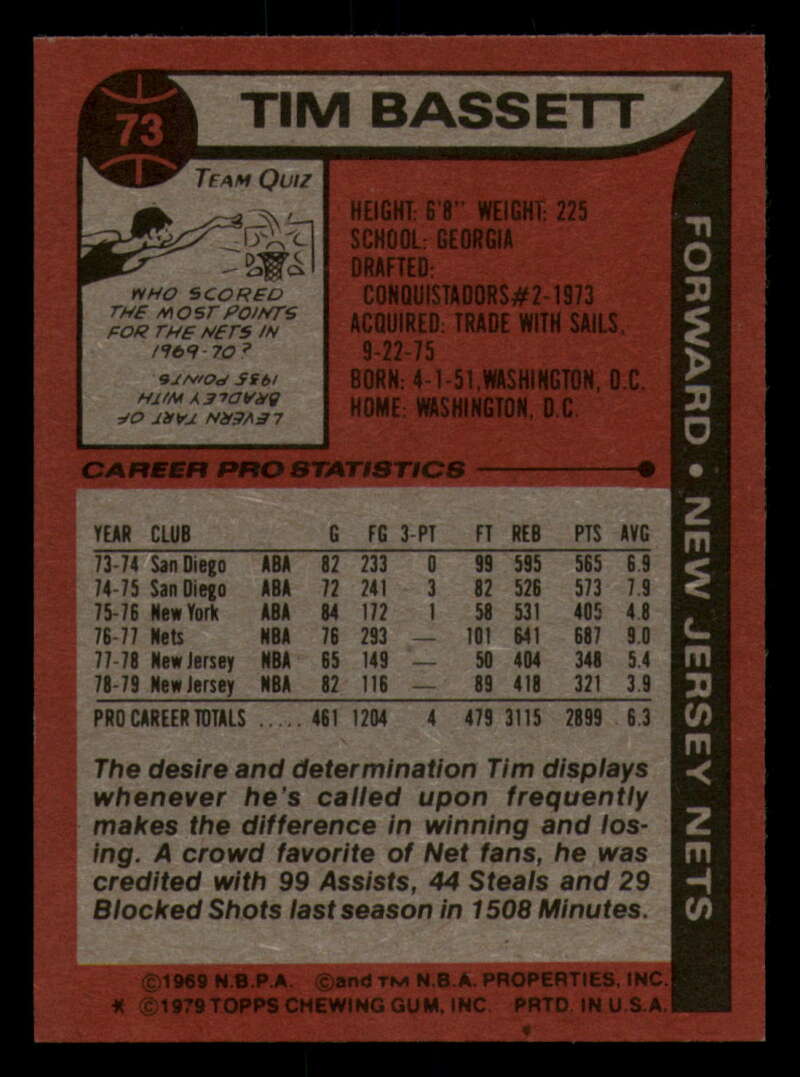 73
TIM BASSETT
TEAM QUIZ
WHO SCORED
THE MOST POINTS
FOR THE NETS IN
1969-70?
LEVERN TART OF
BRADLEY WITH
1935 POINTS
HEIGHT: 6'8" WEIGHT: 225
SCHOOL: GEORGIA
DRAFTED:
CONQUISTADORS#2-1973
ACQUIRED: TRADE WITH SAILS,
9-22-75
BORN: 4-1-51, WASHINGTON, D.C.
HOME: WASHINGTON, D.C.
FORWARD • NEW JERSEY NETS
CAREER PRO STATISTICS
YEAR CLUB G FG 3-PT FT REB PTS AVG
73-74 San Diego ABA 82 233 0 99 595 565 6.9
74-75 San Diego ABA 72 241 3 82 526 573 7.9
75-76 New York ABA 84 172 1 58 531 405 4.8
76-77 Nets NBA 76 293 — 101 641 687 9.0
77-78 New Jersey NBA 65 149 — 50 404 348 5.4
78-79 New Jersey NBA 82 116 — 89 418 321 3.9
PRO CAREER TOTALS ..... 461 1204 4 479 3115 2899 6.3
The desire and determination Tim displays
whenever he's called upon frequently
makes the difference in winning and los-
ing. A crowd favorite of Net fans, he was
credited with 99 Assists, 44 Steals and 29
Blocked Shots last season in 1508 Minutes.
©1969 N.B.P.A. ©and TM N.B.A. PROPERTIES, INC.
* ©1979 TOPPS CHEWING GUM, INC. PRTD. IN U.S.A.